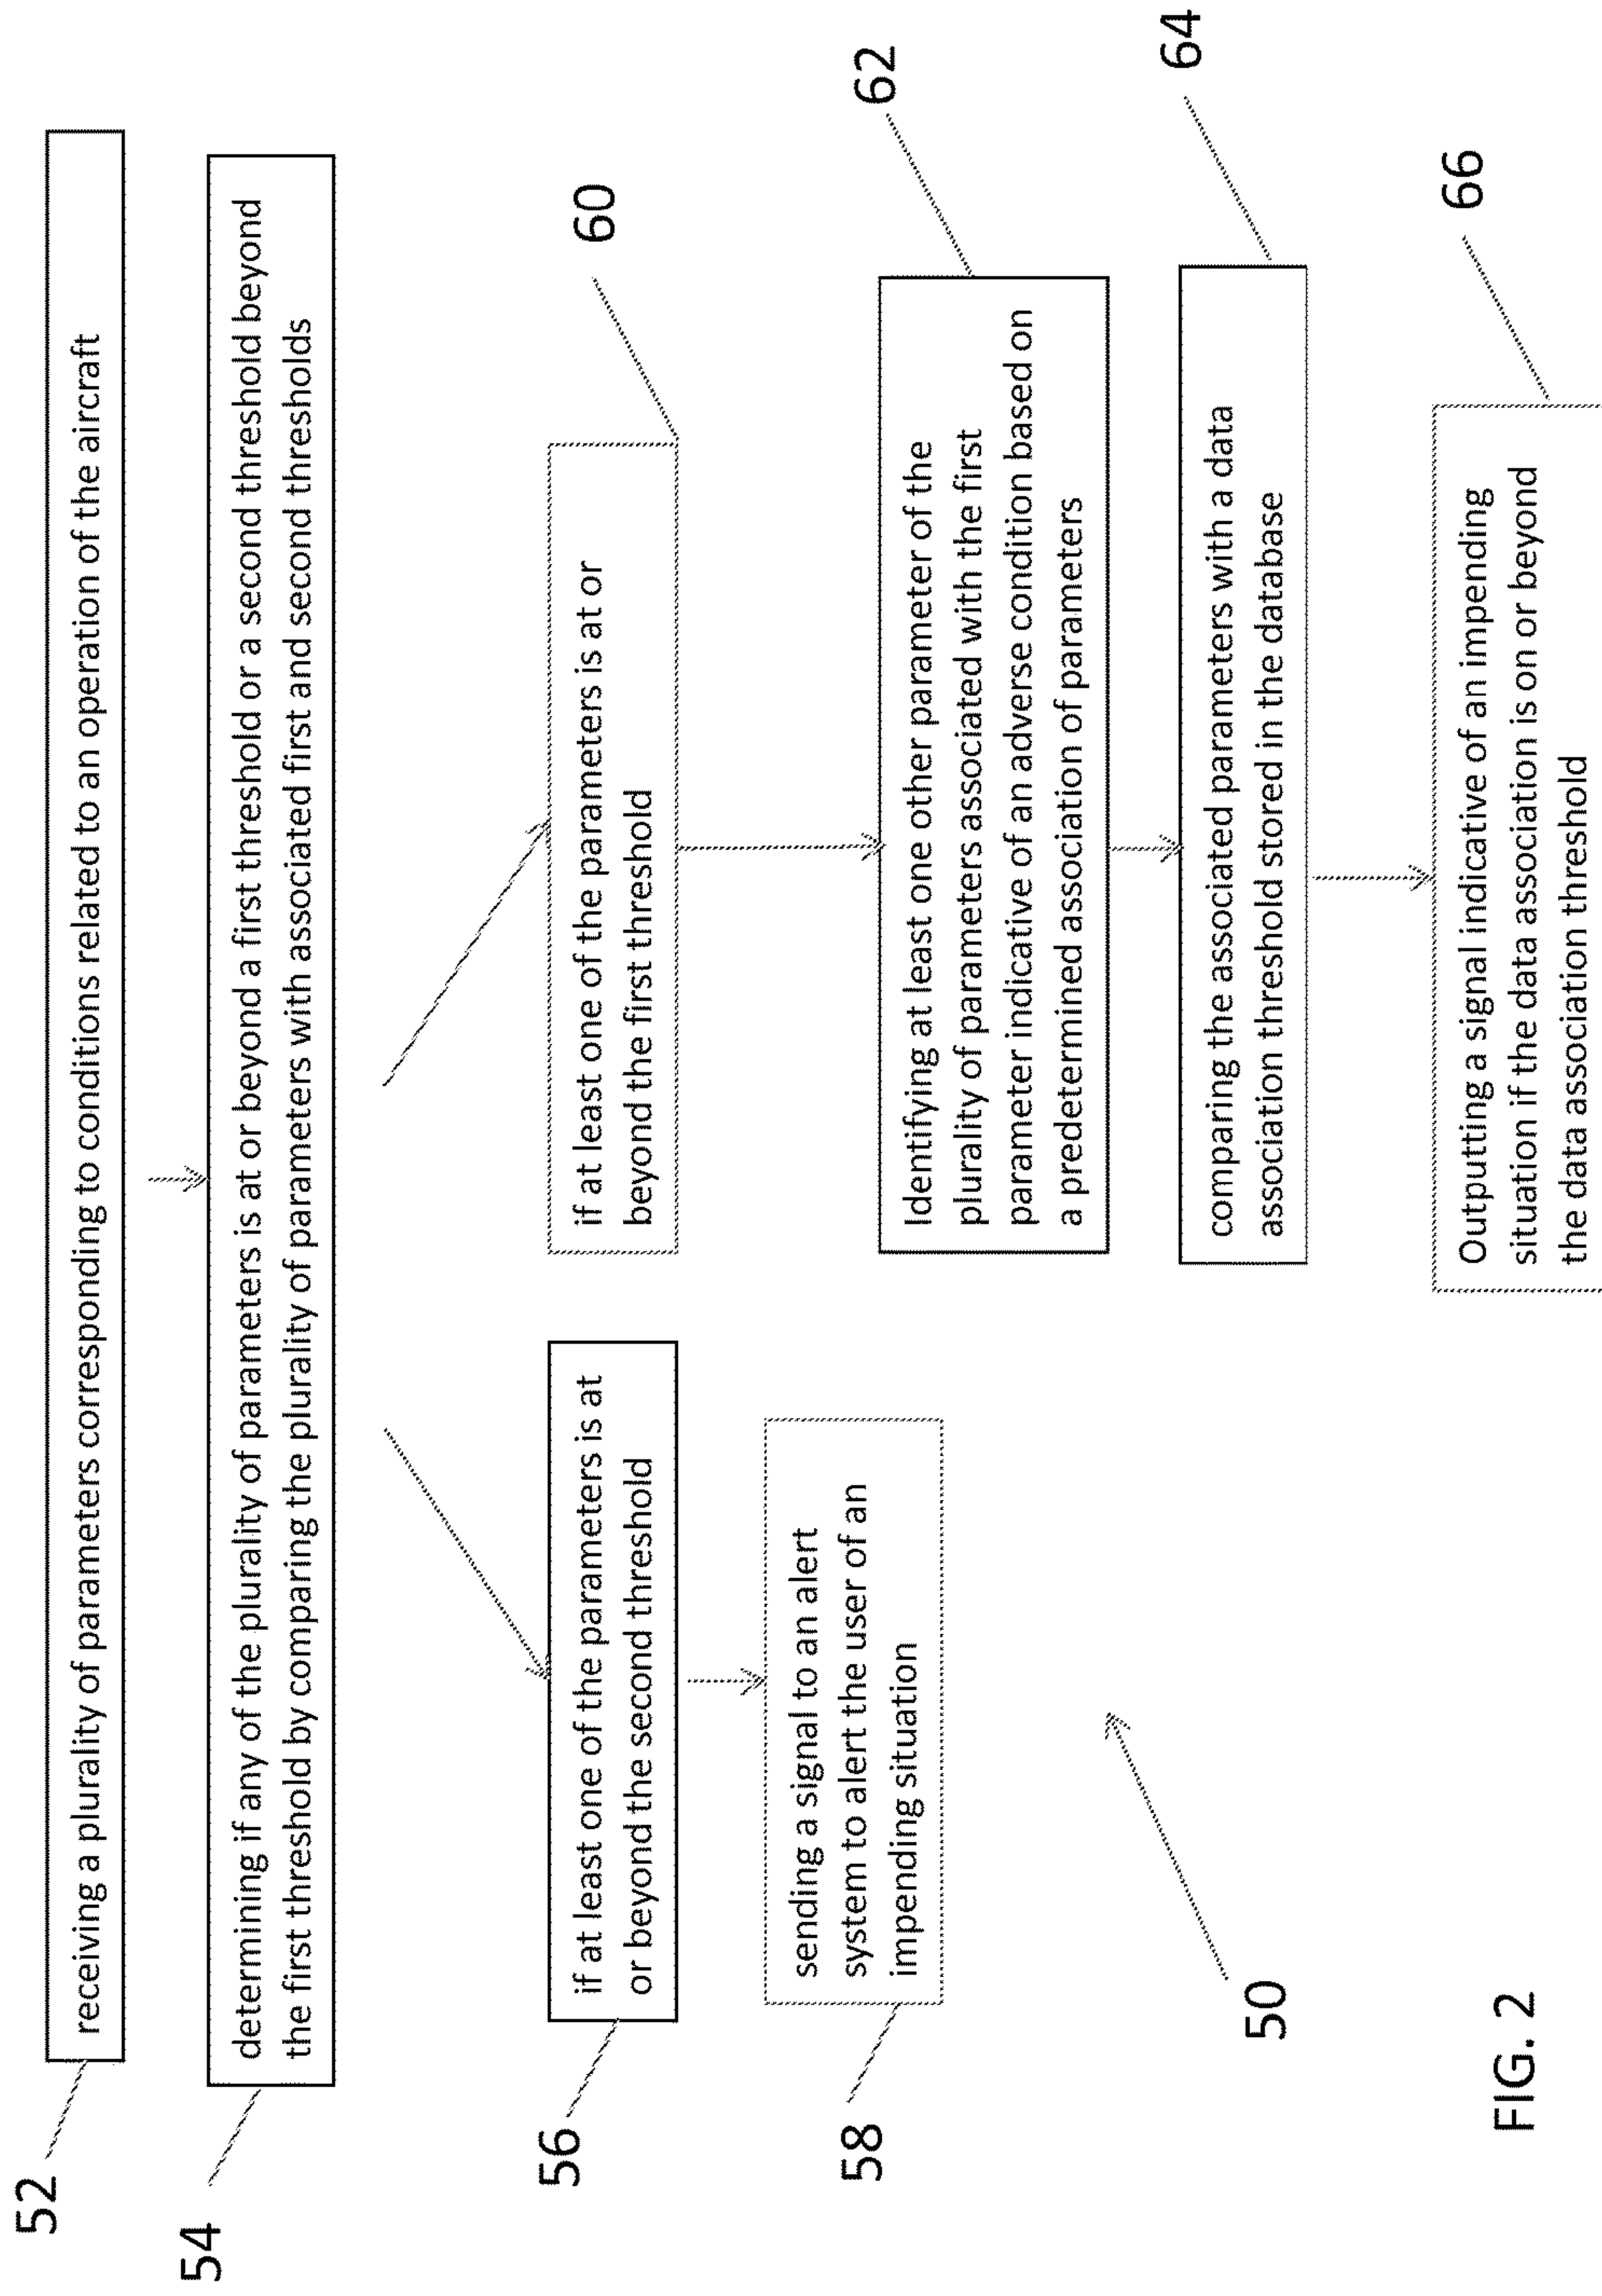 52
receiving a plurality of parameters corresponding to conditions related to an operation of the aircraft
54
determining if any of the plurality of parameters is at or beyond a first threshold or a second threshold beyond
the first threshold by comparing the plurality of parameters with associated first and second thresholds
56
if at least one of the parameters is at
or beyond the second threshold
58
sending a signal to an alert
system to alert the user of an
impending situation
60
if at least one of the parameters is at or
beyond the first threshold
62
Identifying at least one other parameter of the
plurality of parameters associated with the first
parameter indicative of an adverse condition based on
a predetermined association of parameters
64
comparing the associated parameters with a data
association threshold stored in the database
66
Outputing a signal indicative of an impending
situation if the data association is on or beyond
the data association threshold
50
FIG. 2